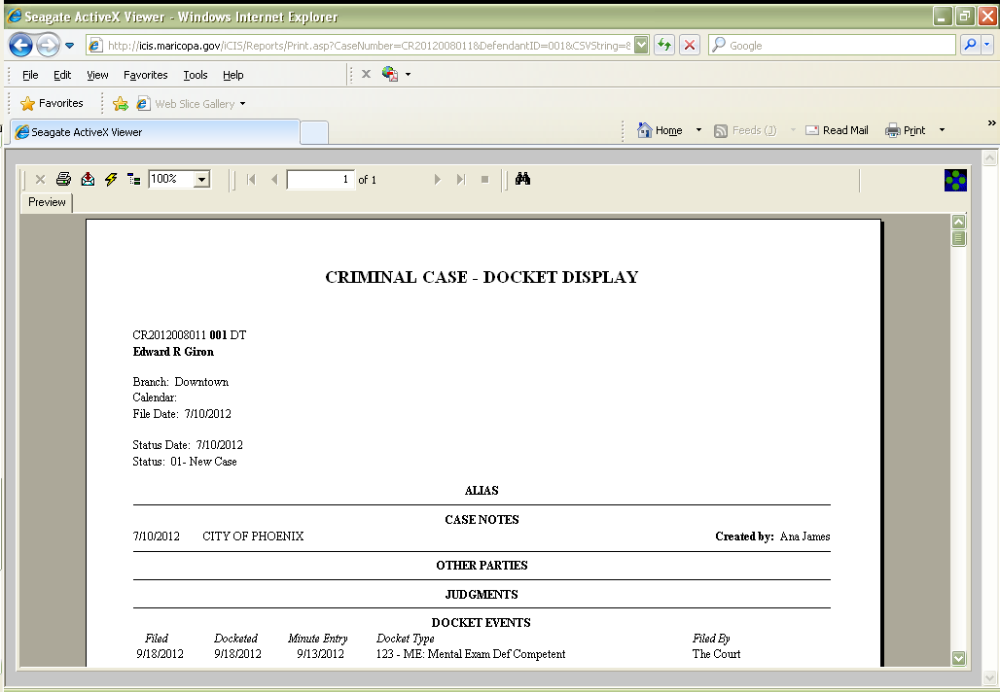 Seagate ActiveX Viewer - Windows Internet Explorer
http://icis.maricopa.gov/iCIS/Reports/Print.asp?CaseNumber=CR2012008011&DefendantID=001&CSVString=8
Google
File Edit View Favorites Tools Help
Favorites Web Slice Gallery
Seagate ActiveX Viewer
Home Feeds (J) Read Mail Print »
100% 1 of 1
Preview
CRIMINAL CASE - DOCKET DISPLAY
CR2012008011 001 DT
Edward R Giron
Branch: Downtown
Calendar:
File Date: 7/10/2012
Status Date: 7/10/2012
Status: 01- New Case
ALIAS
CASE NOTES
7/10/2012 CITY OF PHOENIX Created by: Ana James
OTHER PARTIES
JUDGMENTS
DOCKET EVENTS
Filed Docketed Minute Entry Docket Type Filed By
9/18/2012 9/18/2012 9/13/2012 123 - ME: Mental Exam Def Competent The Court